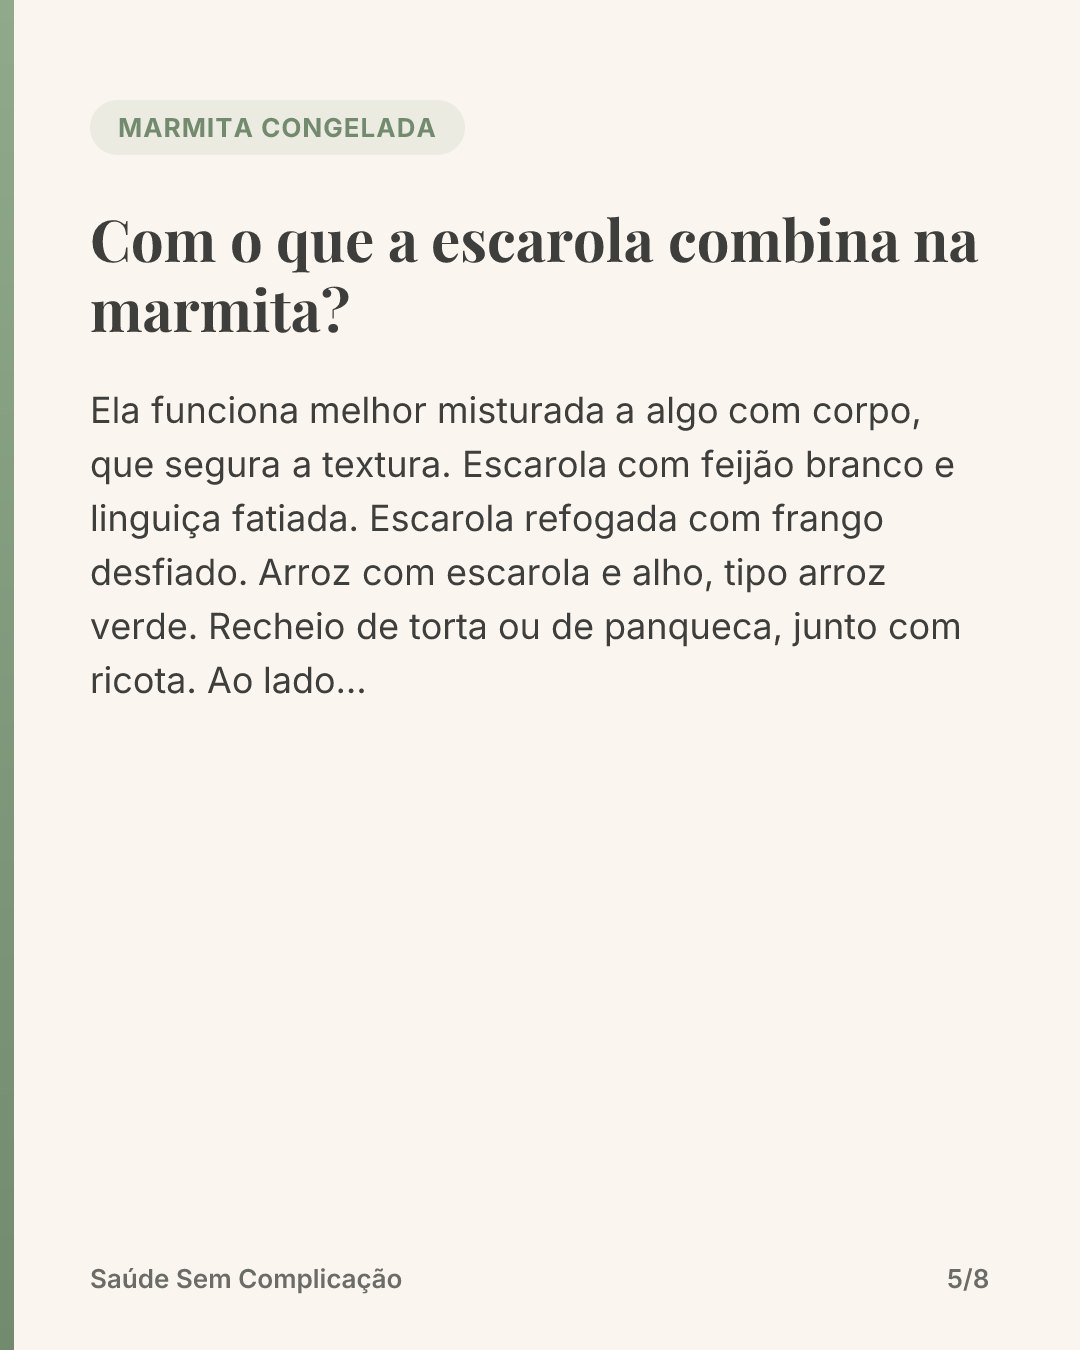 MARMITA CONGELADA
Com o que a escarola combina na
marmita?
Ela funciona melhor misturada a algo com corpo,
que segura a textura. Escarola com feijão branco e
linguiça fatiada. Escarola refogada com frango
desfiado. Arroz com escarola e alho, tipo arroz
verde. Recheio de torta ou de panqueca, junto com
ricota. Ao lado...
Saúde Sem Complicação
5/8